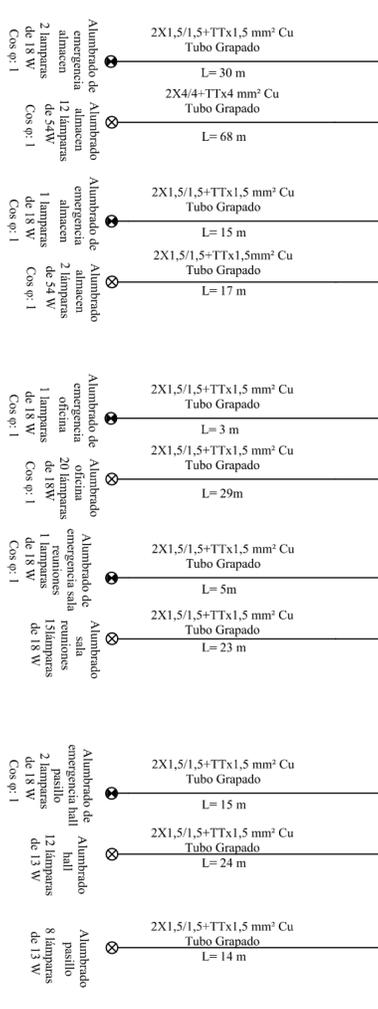 Alumbrado de
emergencia
almacen
2 lamparas
de 18 W
Cos φ: 1
2X1,5/1,5+TTx1,5 mm² Cu
Tubo Grapado
L= 30 m
Alumbrado
almacen
12 lámparas
de 54W
Cos φ: 1
2X4/4+TTx4 mm² Cu
Tubo Grapado
L= 68 m
Alumbrado de
emergencia
almacen
1 lamparas
de 18 W
Cos φ: 1
2X1,5/1,5+TTx1,5 mm² Cu
Tubo Grapado
L= 15 m
Alumbrado
almacen
2 lámparas
de 54 W
Cos φ: 1
2X1,5/1,5+TTx1,5mm² Cu
Tubo Grapado
L= 17 m
Alumbrado de
emergencia
oficina
1 lamparas
de 18 W
Cos φ: 1
2X1,5/1,5+TTx1,5 mm² Cu
Tubo Grapado
L= 3 m
Alumbrado
oficina
20 lámparas
de 18W
Cos φ: 1
2X1,5/1,5+TTx1,5 mm² Cu
Tubo Grapado
L= 29m
Alumbrado de
emergencia sala
reuniones
1 lamparas
de 18 W
Cos φ: 1
2X1,5/1,5+TTx1,5 mm² Cu
Tubo Grapado
L= 5m
Alumbrado
sala
reuniones
15lámparas
de 18 W
2X1,5/1,5+TTx1,5 mm² Cu
Tubo Grapado
L= 23 m
Alumbrado de
emergencia hall
pasillo
2 lamparas
de 18 W
Cos φ: 1
2X1,5/1,5+TTx1,5 mm² Cu
Tubo Grapado
L= 15 m
Alumbrado
hall
12 lámparas
de 13 W
2X1,5/1,5+TTx1,5 mm² Cu
Tubo Grapado
L= 24 m
Alumbrado
pasillo
8 lámparas
de 13 W
2X1,5/1,5+TTx1,5 mm² Cu
Tubo Grapado
L= 14 m